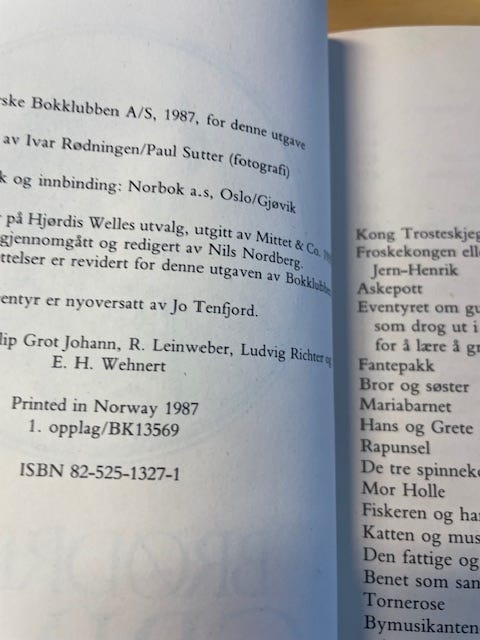 rske Bokklubben A/S, 1987, for denne utgave
av Ivar Rødningen/Paul Sutter (fotografi)
k og innbinding: Norbok a.s, Oslo/Gjøvik
r på Hjørdis Welles utvalg, utgitt av Mittet & Co.
gjennomgått og redigert av Nils Nordberg.
ettelser er revidert for denne utgaven av Bokklubben
entyr er nyoversatt av Jo Tenfjord.
lip Grot Johann, R. Leinweber, Ludvig Richter og
E. H. Wehnert
Printed in Norway 1987
1. opplag/BK13569
ISBN 82-525-1327-1
Kong Trosteskjeg
Froskekongen elle
Jern-Henrik
Askepott
Eventyret om gu
som drog ut i
for å lære å gr
Fantepakk
Bror og søster
Mariabarnet
Hans og Grete
Rapunsel
De tre spinneke
Mor Holle
Fiskeren og ha
Katten og mus
Den fattige og
Benet som san
Tornerose
Bymusikanten